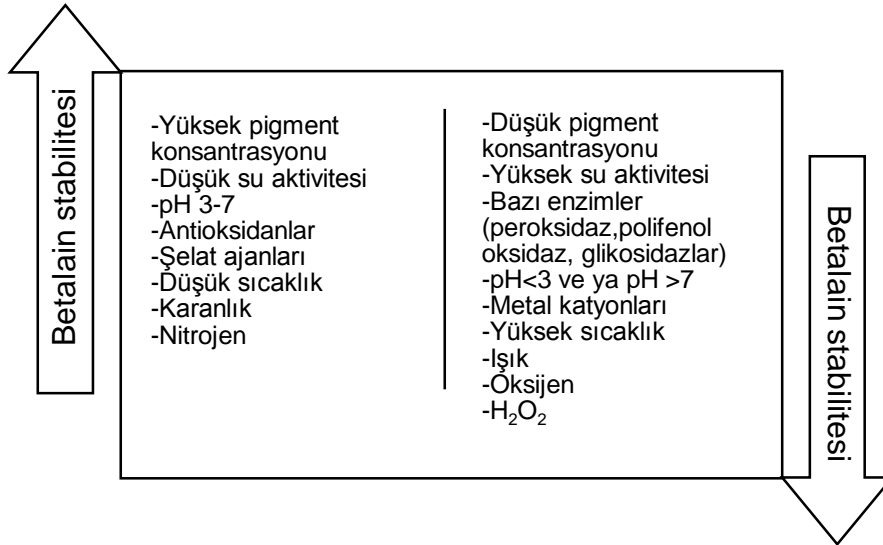 Betalain stabilitesi
-Yüksek pigment
konsantrasyonu
-Düşük su aktivitesi
-pH 3-7
-Antioksidanlar
-Şelat ajanları
-Düşük sıcaklık
-Karanlık
-Nitrojen
-Düşük pigment
konsantrasyonu
-Yüksek su aktivitesi
-Bazı enzimler
(peroksidaz,polifenol
oksidaz, glikosidazlar)
-pH<3 ve ya pH >7
-Metal katyonları
-Yüksek sıcaklık
-Işık
-Oksijen
-H₂O₂
Betalain stabilitesi